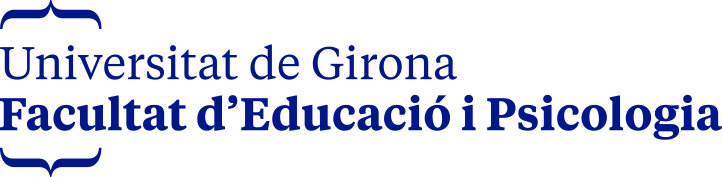 Universitat de Girona
Facultat d’Educació i Psicologia